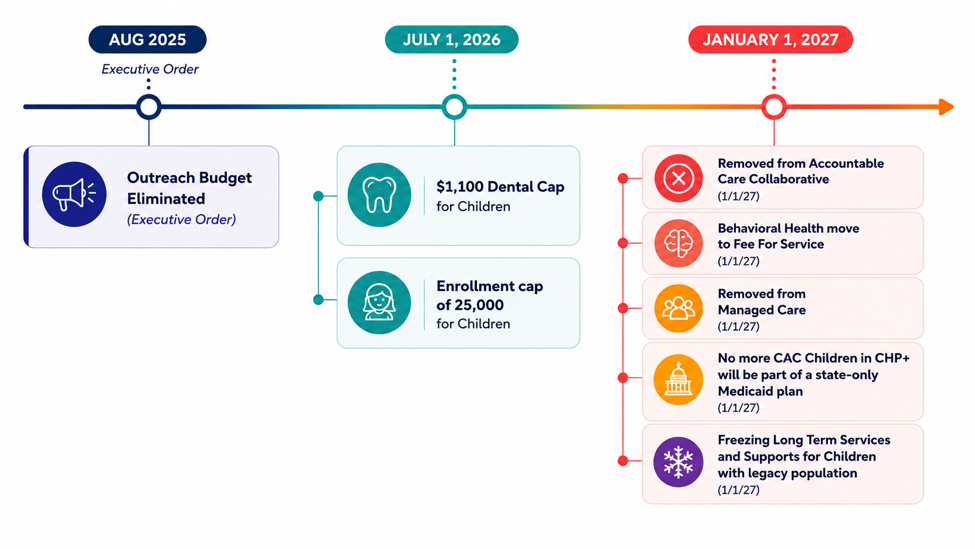 AUG 2025
Executive Order
Outreach Budget
Eliminated
(Executive Order)
JULY 1, 2026
$1,100 Dental Cap
for Children
Enrollment cap
of 25,000
for Children
JANUARY 1, 2027
Removed from Accountable
Care Collaborative
(1/1/27)
Behavioral Health move
to Fee For Service
(1/1/27)
Removed from
Managed Care
(1/1/27)
No more CAC Children in CHP+
will be part of a state-only
Medicaid plan
(1/1/27)
Freezing Long Term Services
and Supports for Children
with legacy population
(1/1/27)